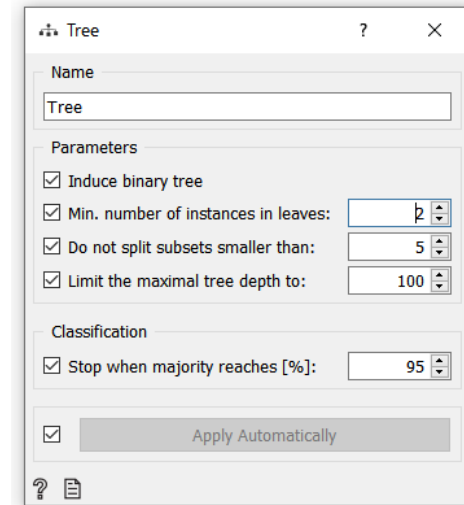 Tree ?
Name
Tree
Parameters
Induce binary tree
Min. number of instances in leaves: 2
Do not split subsets smaller than: 5
Limit the maximal tree depth to: 100
Classification
Stop when majority reaches [%]: 95
Apply Automatically
?